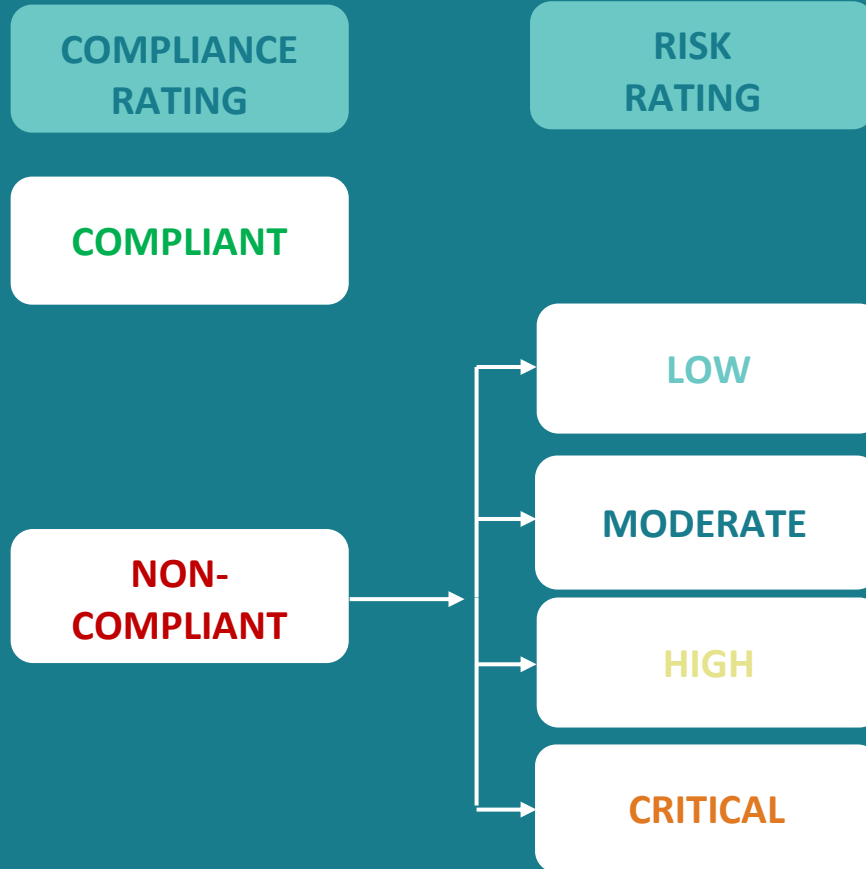 COMPLIANCE
RATING
RISK
RATING
COMPLIANT
LOW
MODERATE
NON-
COMPLIANT
HIGH
CRITICAL